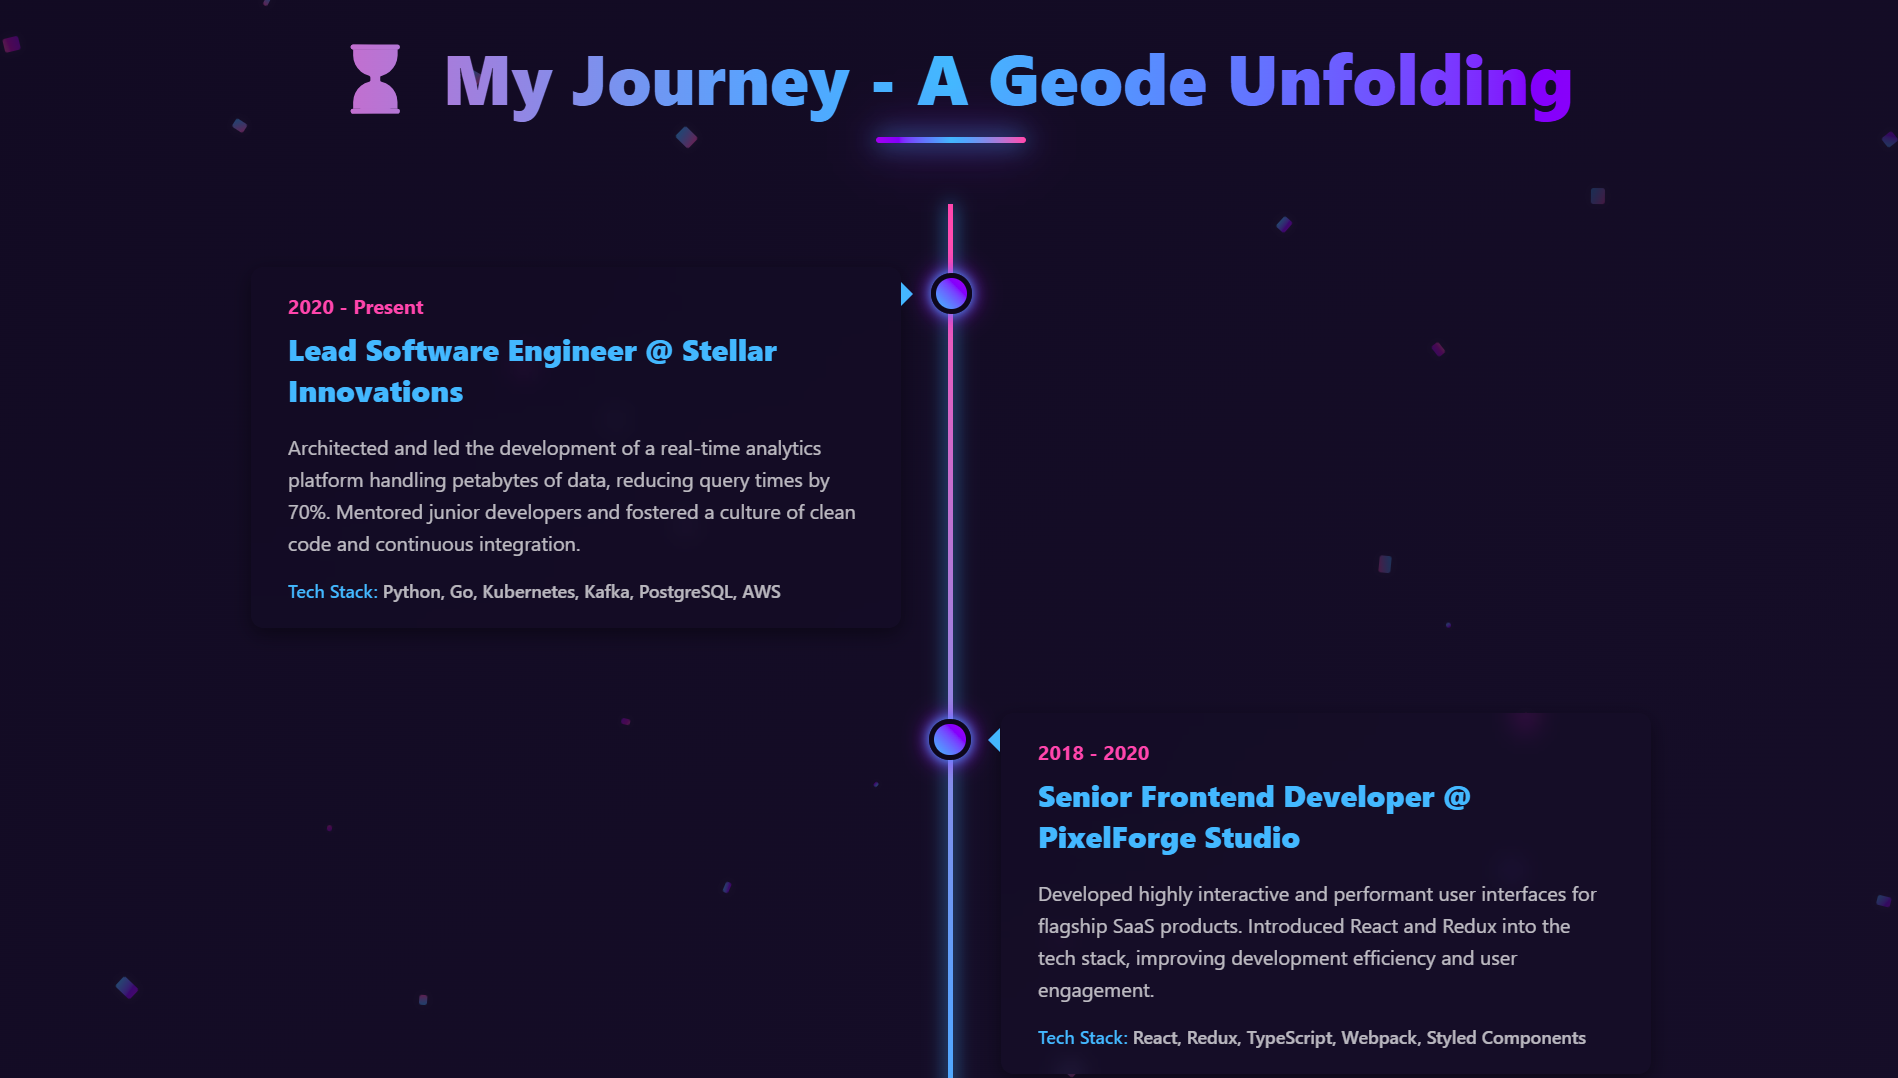 My Journey - A Geode Unfolding
2020 - Present
Lead Software Engineer @ Stellar
Innovations
Architected and led the development of a real-time analytics
platform handling petabytes of data, reducing query times by
70%. Mentored junior developers and fostered a culture of clean
code and continuous integration.
Tech Stack: Python, Go, Kubernetes, Kafka, PostgreSQL, AWS
2018 - 2020
Senior Frontend Developer @
PixelForge Studio
Developed highly interactive and performant user interfaces for
flagship SaaS products. Introduced React and Redux into the
tech stack, improving development efficiency and user
engagement.
Tech Stack: React, Redux, TypeScript, Webpack, Styled Components